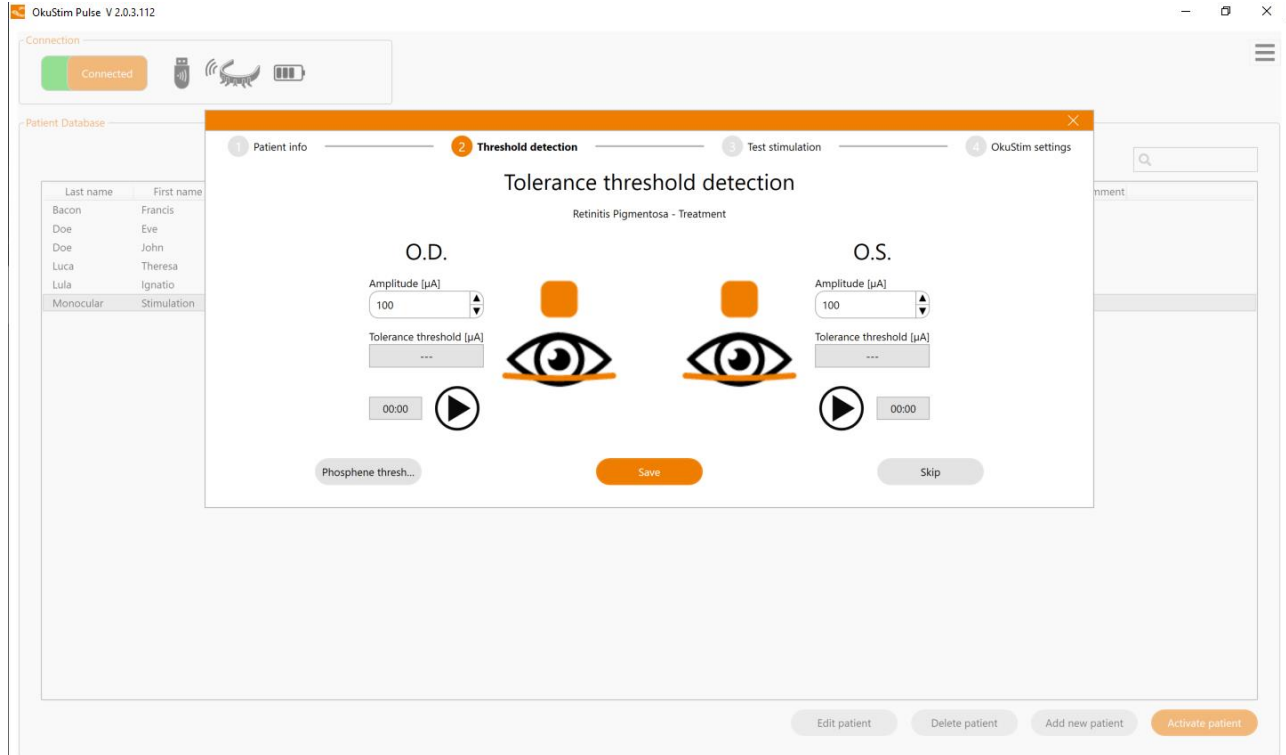 OkuStim Pulse V 2.0.3.112
Connection
Connected
Patient Database
1 Patient info 2 Threshold detection 3 Test stimulation 4 OkuStim settings
Tolerance threshold detection
Retinitis Pigmentosa - Treatment
O.D. O.S.
Amplitude [µA] Amplitude [µA]
100 100
Tolerance threshold [µA] Tolerance threshold [µA]
--- ---
00:00 00:00
Phosphene thresh... Save Skip
Last name First name mment
Bacon Francis
Doe Eve
Doe John
Luca Theresa
Lula Ignatio
Monocular Stimulation
Edit patient Delete patient Add new patient Activate patient